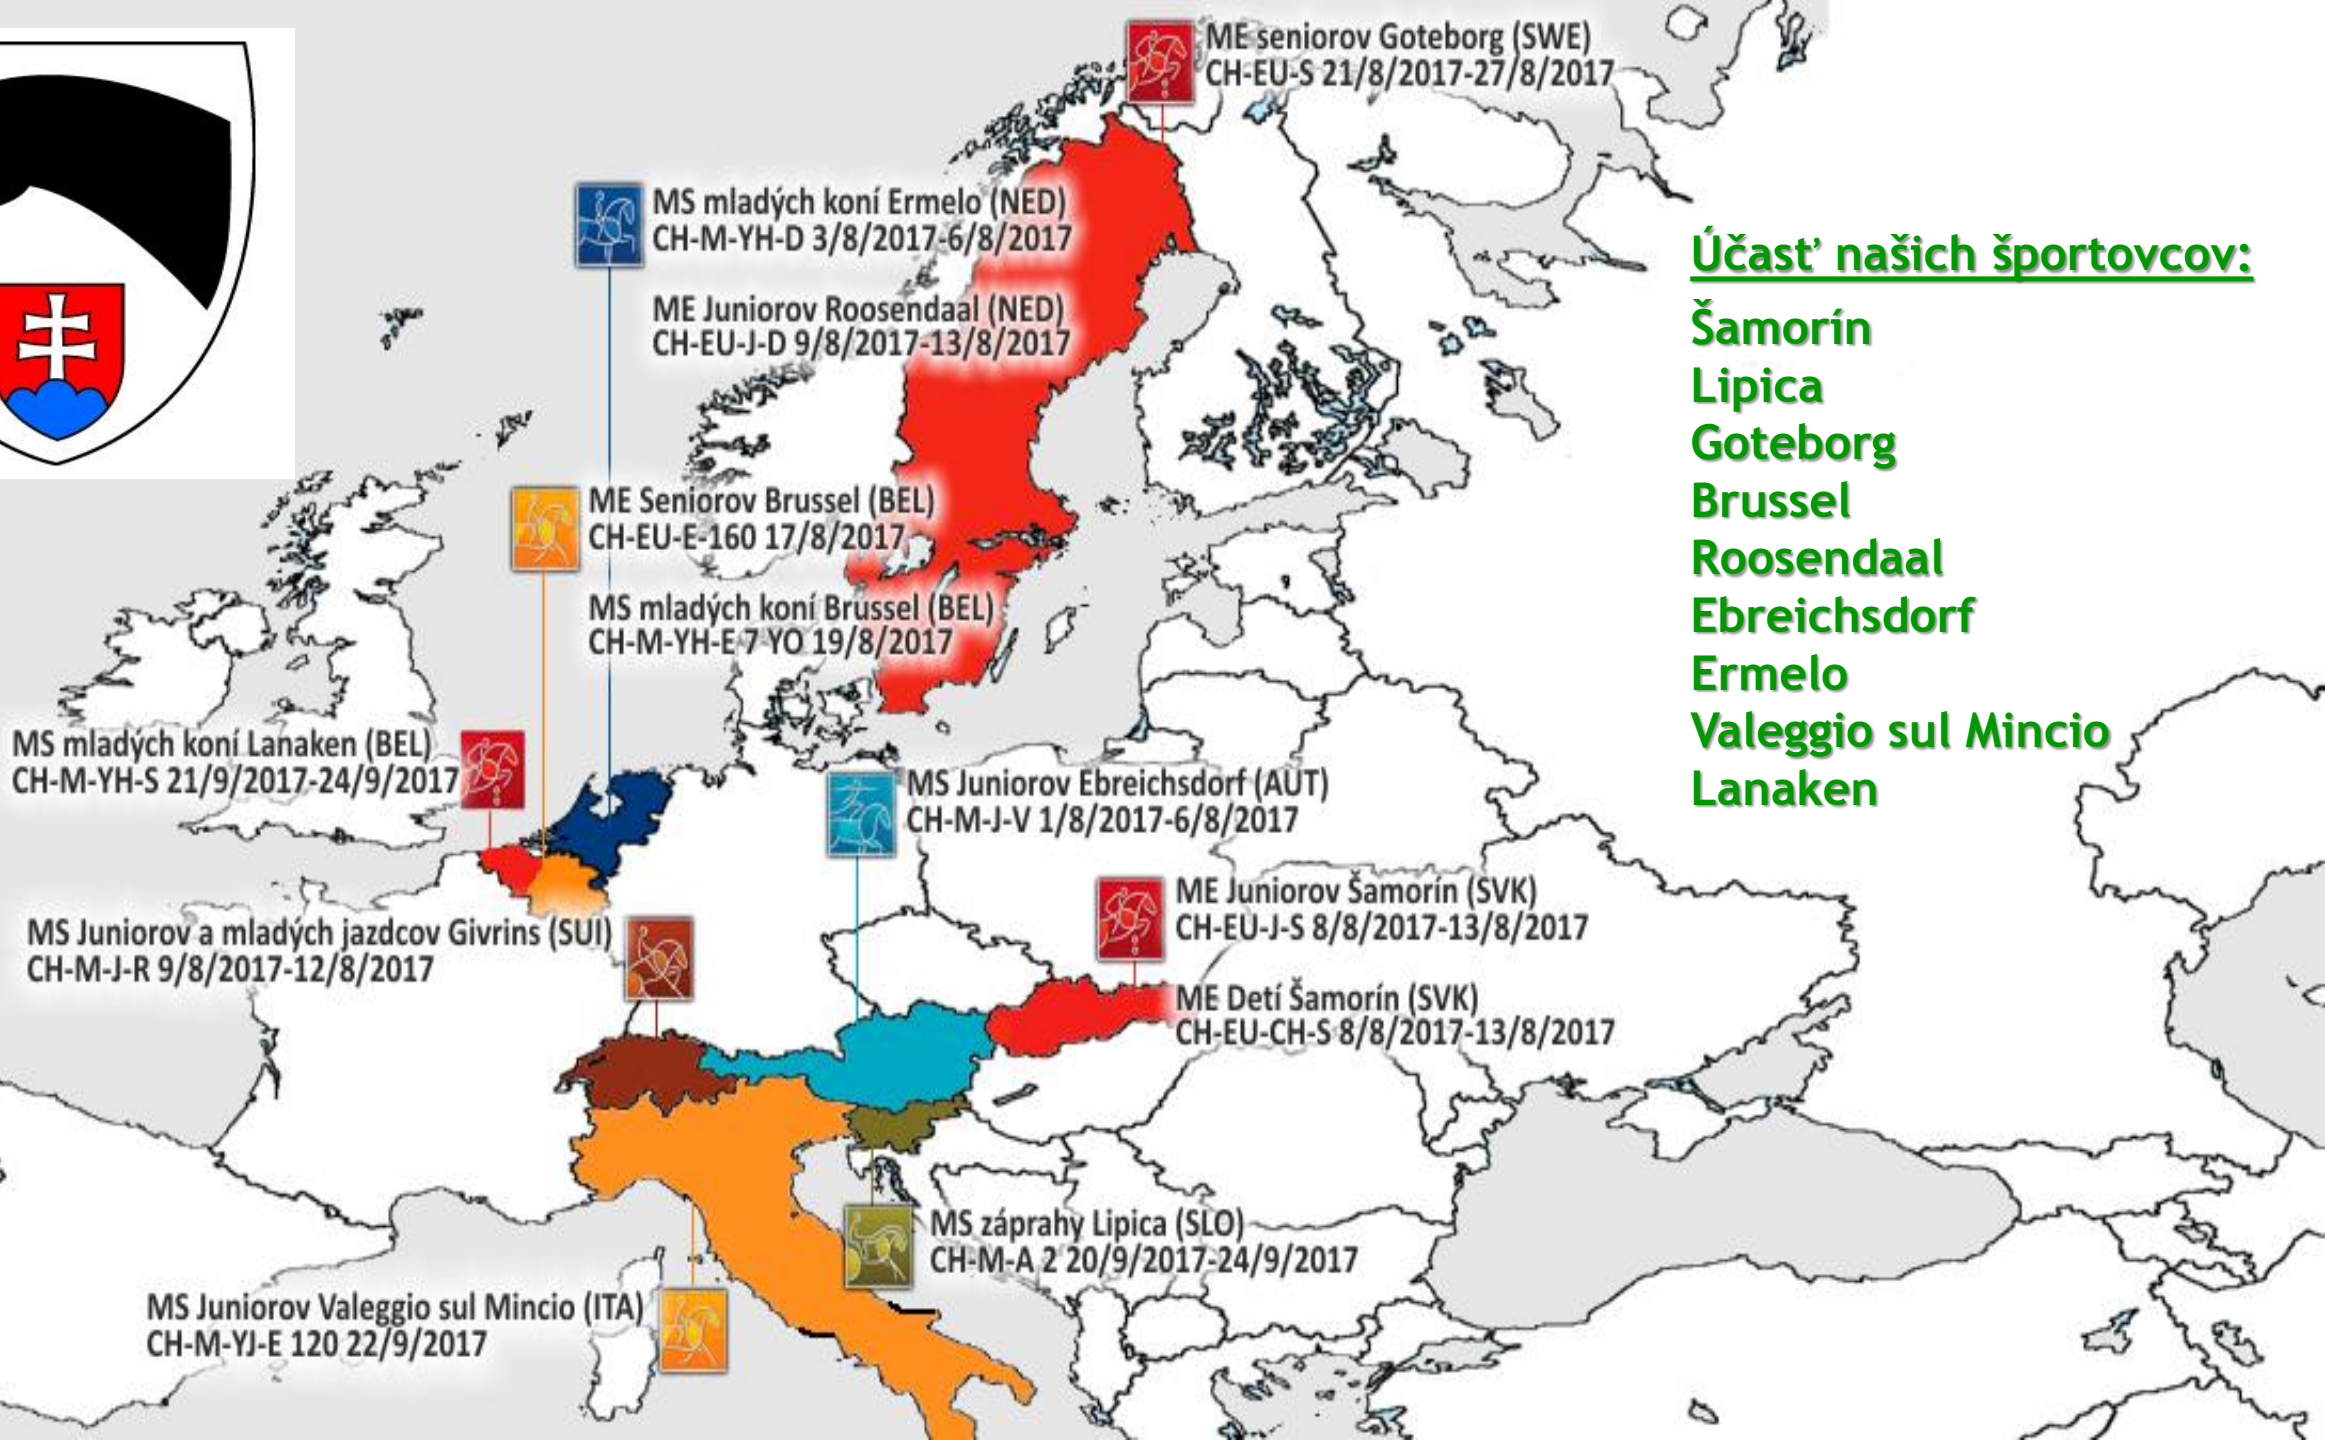 ME seniorov Goteborg (SWE)
CH-EU-S 21/8/2017-27/8/2017
MS mladých koní Ermelo (NED)
CH-M-YH-D 3/8/2017-6/8/2017
ME Juniorov Roosendaal (NED)
CH-EU-J-D 9/8/2017-13/8/2017
ME Seniorov Brussel (BEL)
CH-EU-E-160 17/8/2017
MS mladých koní Brussel (BEL)
CH-M-YH-E-7 YO 19/8/2017
MS mladých koní Lanaken (BEL)
CH-M-YH-S 21/9/2017-24/9/2017
MS Juniorov Ebreichsdorf (AUT)
CH-M-J-V 1/8/2017-6/8/2017
MS Juniorov a mladých jazdcov Givrins (SUI)
CH-M-J-R 9/8/2017-12/8/2017
ME Juniorov Šamorín (SVK)
CH-EU-J-S 8/8/2017-13/8/2017
ME Detí Šamorín (SVK)
CH-EU-CH-S 8/8/2017-13/8/2017
MS záprahy Lipica (SLO)
CH-M-A 2 20/9/2017-24/9/2017
MS Juniorov Valeggio sul Mincio (ITA)
CH-M-YJ-E 120 22/9/2017
Účasť našich športovcov:
Šamorín
Lipica
Goteborg
Brussel
Roosendaal
Ebreichsdorf
Ermelo
Valeggio sul Mincio
Lanaken